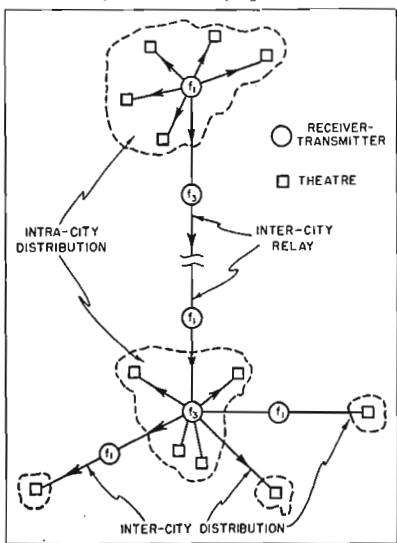 f₁
RECEIVER-
TRANSMITTER
THEATRE
f₃
INTRA-CITY
DISTRIBUTION
INTER-CITY
RELAY
f₁
f₃
f₁
f₁
INTER-CITY DISTRIBUTION